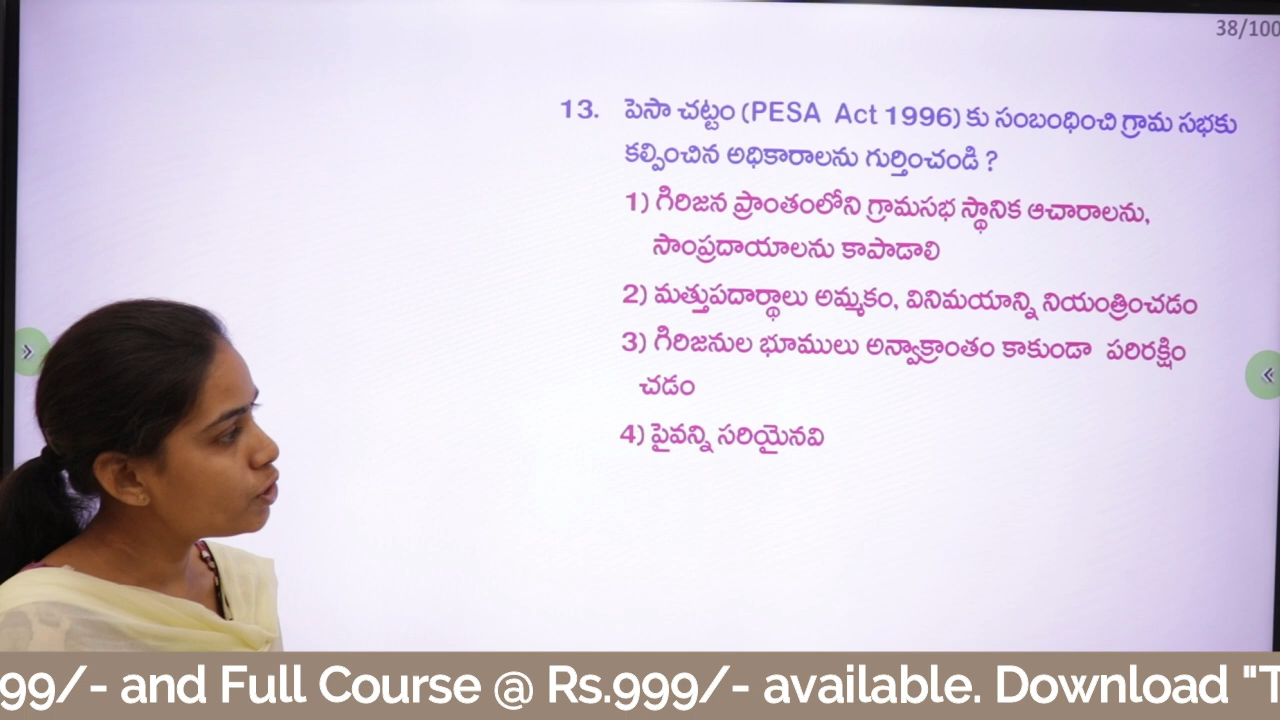 38/100
13. పెసా చట్టం (PESA Act 1996) కు సంబంధించి గ్రామ సభకు
కల్పించిన అధికారాలను గుర్తించండి ?
1) గిరిజన ప్రాంతంలోని గ్రామసభ స్థానిక ఆచారాలను,
సాంప్రదాయాలను కాపాడాలి
2) మత్తుపదార్థాలు అమ్మకం, వినిమయాన్ని నియంత్రించడం
3) గిరిజనుల భూములు అన్వాక్రాంతం కాకుండా పరిరక్షిం
చడం
4) పైవన్ని సరియైనవి
99/- and Full Course @ Rs.999/- available. Download "T